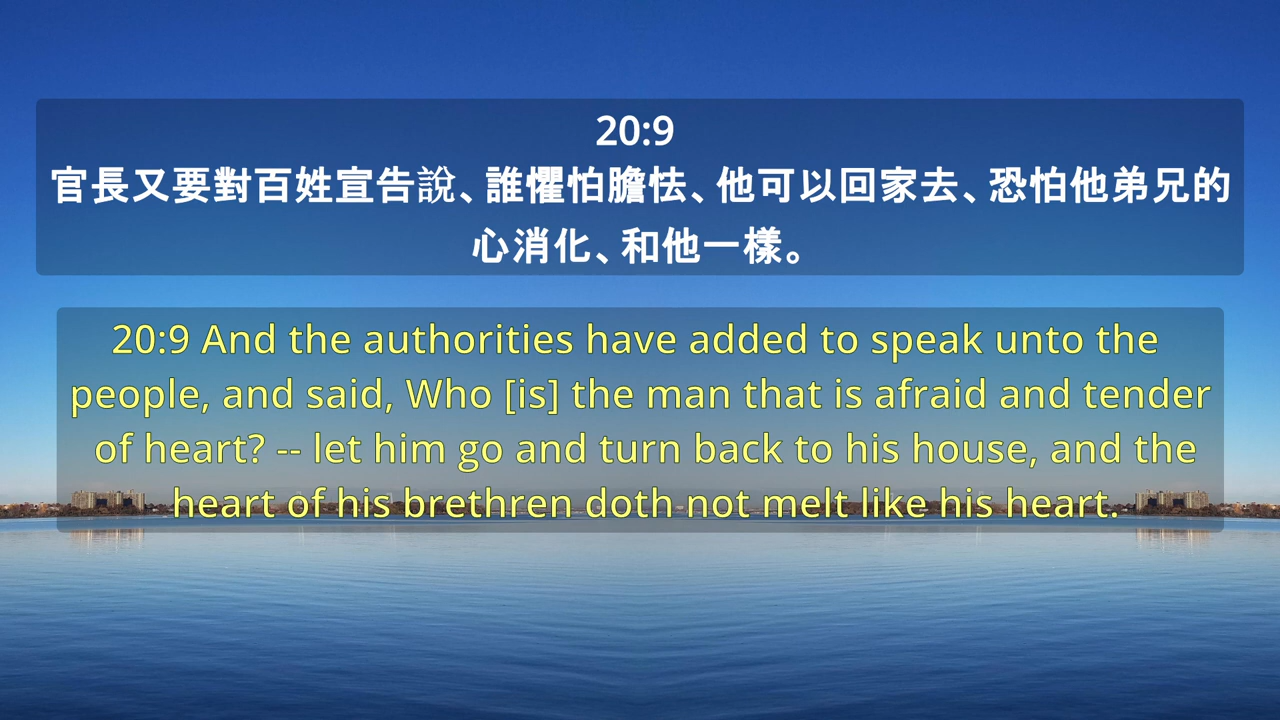 20:9
官長又要對百姓宣告說、誰懼怕膽怯、他可以回家去、恐怕他弟兄的
心消化、和他一樣。
20:9 And the authorities have added to speak unto the
people, and said, Who [is] the man that is afraid and tender
of heart? -- let him go and turn back to his house, and the
heart of his brethren doth not melt like his heart.